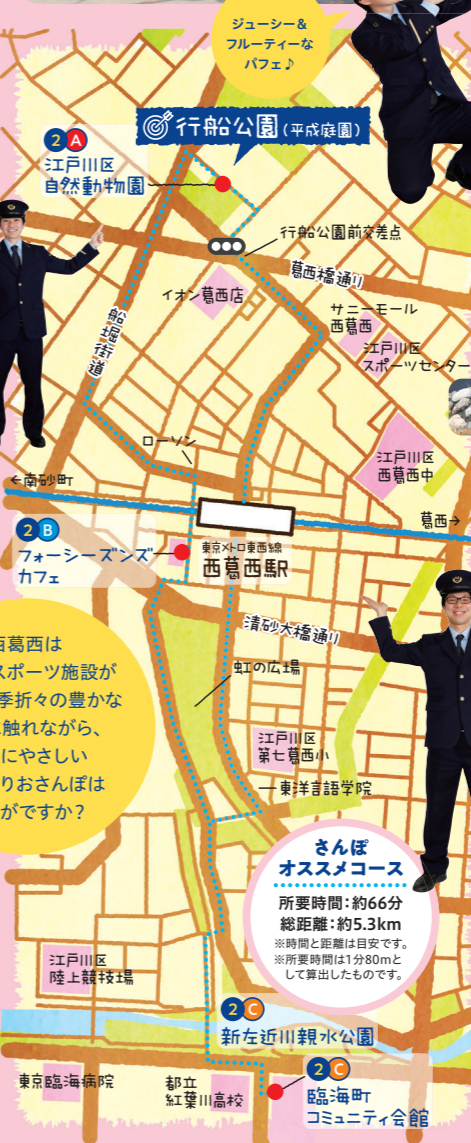 ジューシー&
フルーティーな
パフェ♪
行船公園(平成庭園)
2 A
江戸川区
自然動物園
行船公園前交差点
葛西橋通り
イオン葛西店
船堀街道
サニーモール
西葛西
江戸川区
スポーツセンター
ローソン
江戸川区
西葛西中
←南砂町
葛西→
2 B
フォーシーズンズ
カフェ
東京メトロ東西線
西葛西駅
清砂大橋通り
虹の広場
西葛西は
スポーツ施設が
季折々の豊かな
触れながら、
にやさしい
りおさんぽは
がですか?
江戸川区
第七葛西小
東洋言語学院
さんぽ
オススメコース
所要時間:約66分
総距離:約5.3km
※時間と距離は目安です。
※所要時間は1分80mと
して算出したものです。
江戸川区
陸上競技場
2 C
新左近川親水公園
東京臨海病院
都立
紅葉川高校
2 C
臨海町
コミュニティ会館